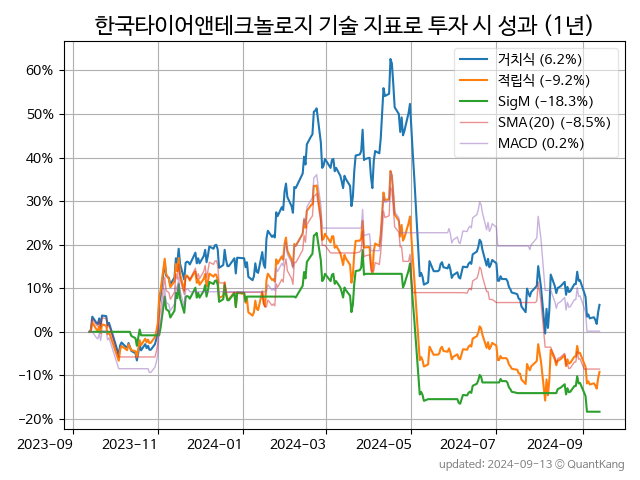 한국타이어앤테크놀로지 기술 지표로 투자 시 성과 (1년)
거치식 (6.2%)
적립식 (−9.2%)
SigM (−18.3%)
SMA(20) (−8.5%)
MACD (0.2%)
60%
50%
40%
30%
20%
10%
0%
−10%
−20%
2023-09
2023-11
2024-01
2024-03
2024-05
2024-07
2024-09
updated: 2024-09-13 ⓒ QuantKang